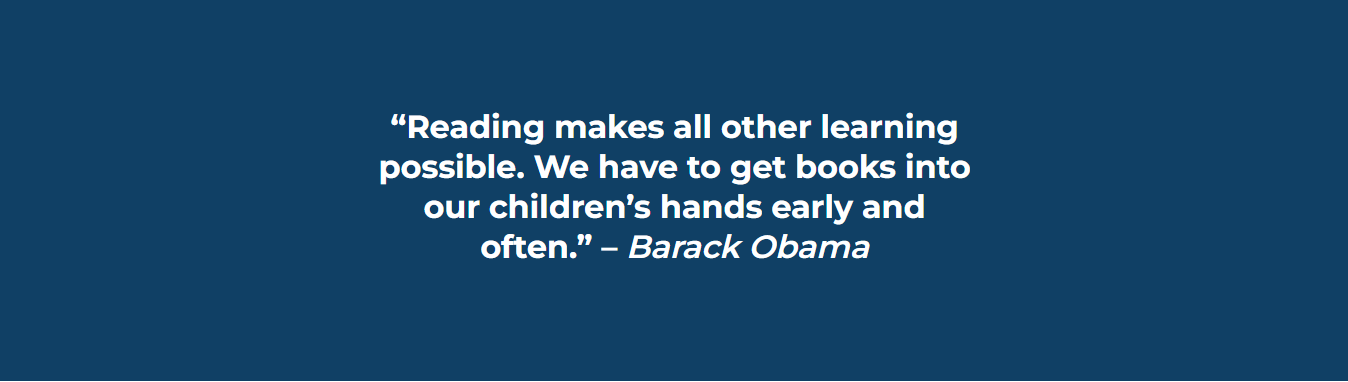 “Reading makes all other learning
possible. We have to get books into
our children’s hands early and
often.” – Barack Obama